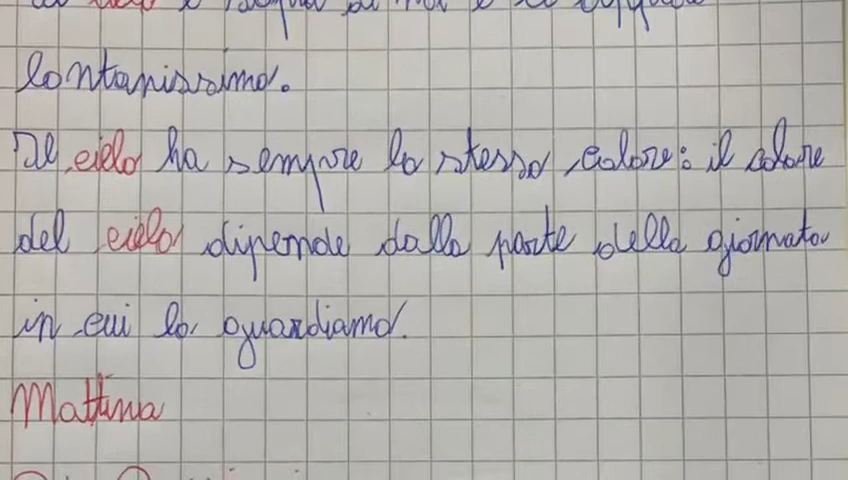 lontanissimo.
Il cielo ha sempre lo stesso colore: il colore
del cielo dipende dalla parte della giornata
in cui lo guardiamo.
Mattina